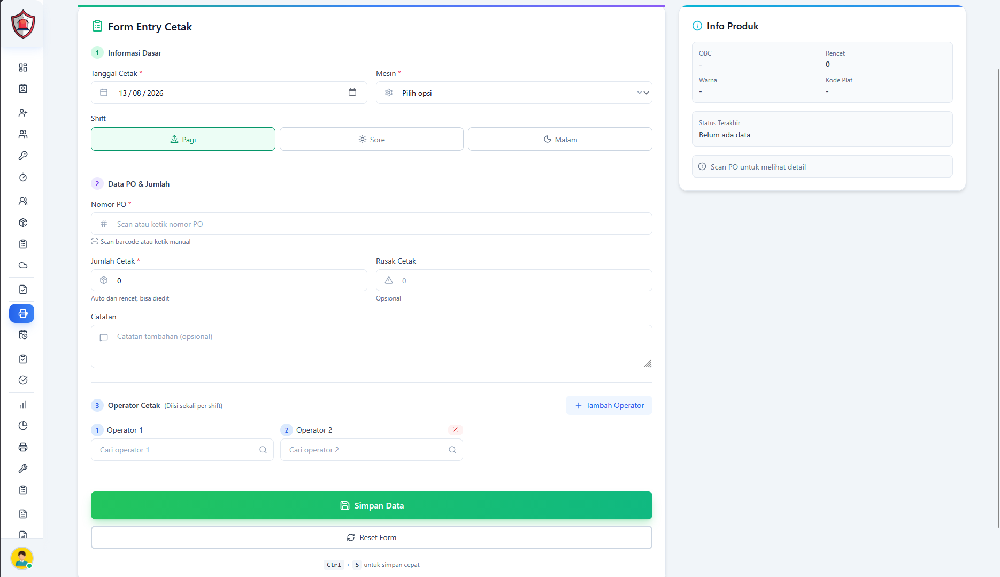 Form Entry Cetak
1 Informasi Dasar
Tanggal Cetak *
13 / 08 / 2026
Mesin *
Pilih opsi
Shift
Pagi
Sore
Malam
2 Data PO & Jumlah
Nomor PO *
# Scan atau ketik nomor PO
Scan barcode atau ketik manual
Jumlah Cetak *
0
Auto dari rencet, bisa diedit
Rusak Cetak
0
Opsional
Catatan
Catatan tambahan (opsional)
3 Operator Cetak (Diisi sekali per shift)
+ Tambah Operator
1 Operator 1
Cari operator 1
2 Operator 2
Cari operator 2
Simpan Data
Reset Form
Ctrl + S untuk simpan cepat
Info Produk
OBC
-
Rencet
0
Warna
-
Kode Plat
-
Status Terakhir
Belum ada data
Scan PO untuk melihat detail